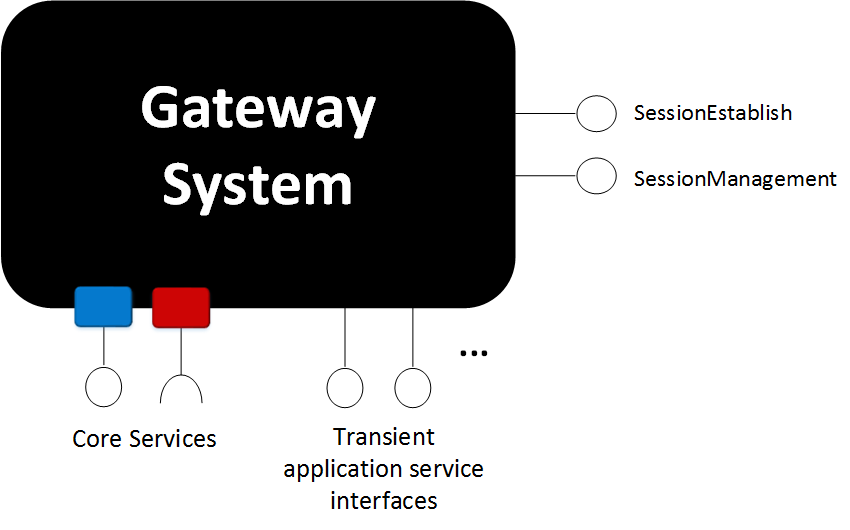 Gateway
System
SessionEstablish
SessionManagement
...
Core Services
Transient
application service
interfaces